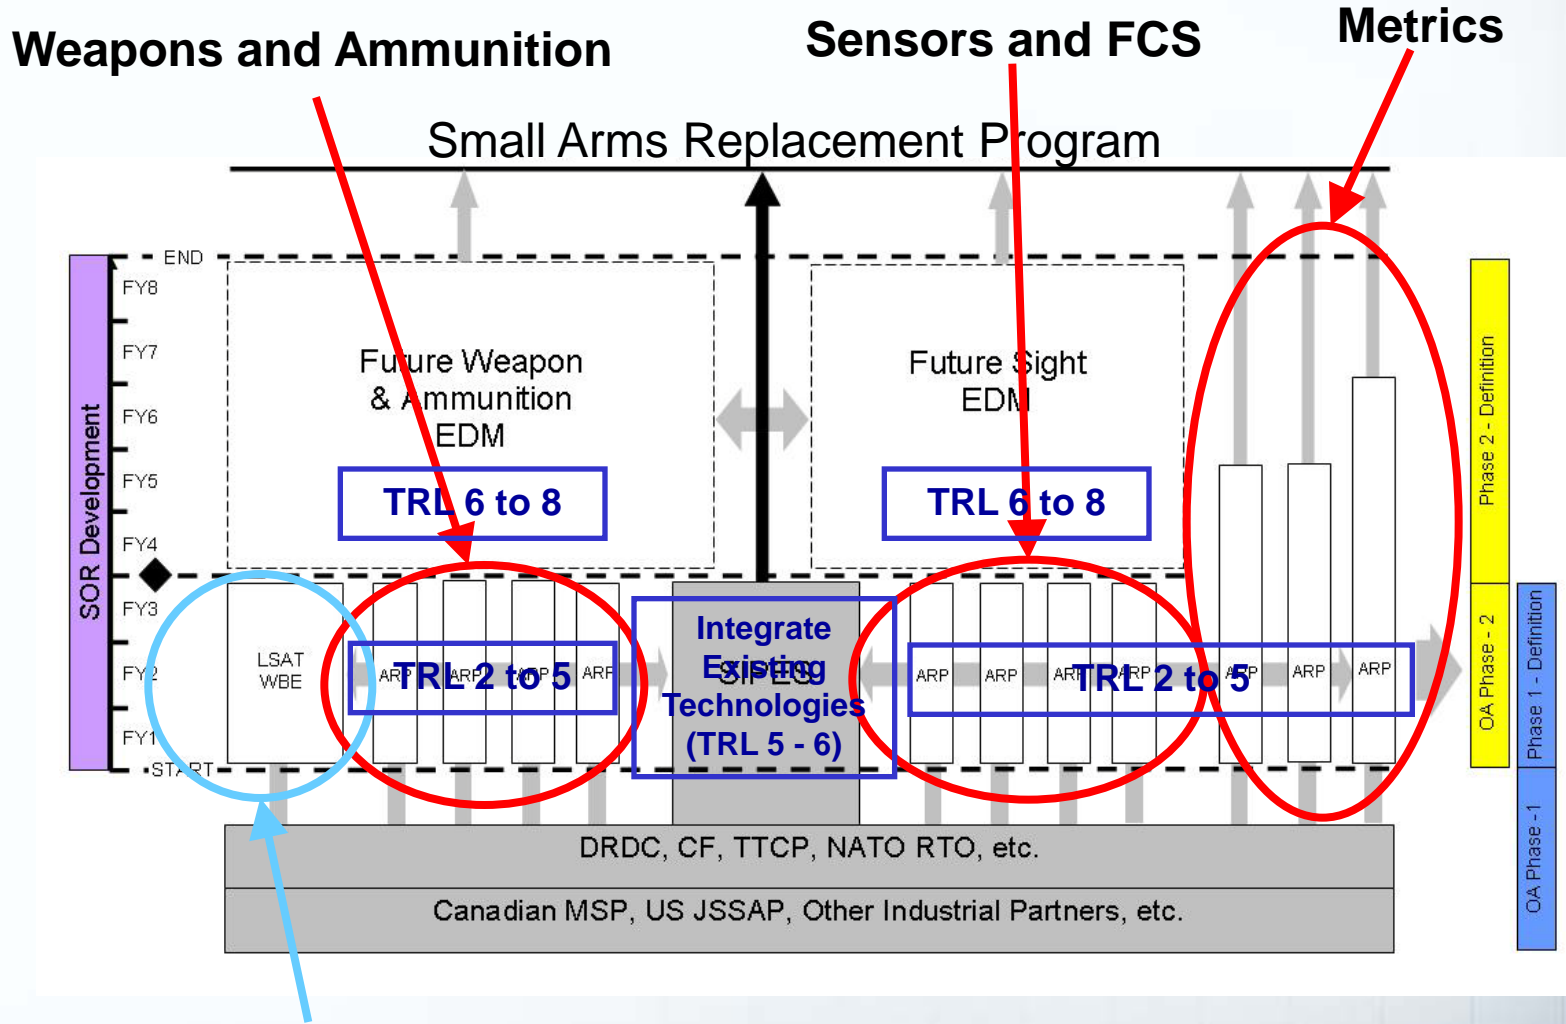 Weapons and Ammunition
Sensors and FCS
Metrics
Small Arms Replacement Program
END
FY8
FY7
FY6
FY5
FY4
FY3
FY2
FY1
START
SOR Development
Future Weapon
& Ammunition
EDM
TRL 6 to 8
Future Sight
EDM
TRL 6 to 8
LSAT
WBE
ARP
ARP
ARP
ARP
TRL 2 to 5
SIPES
Integrate
Existing
Technologies
(TRL 5 - 6)
ARP
ARP
ARP
ARP
TRL 2 to 5
ARP
ARP
ARP
Phase 2 - Definition
OA Phase - 2
Phase 1 - Definition
OA Phase -1
DRDC, CF, TTCP, NATO RTO, etc.
Canadian MSP, US JSSAP, Other Industrial Partners, etc.